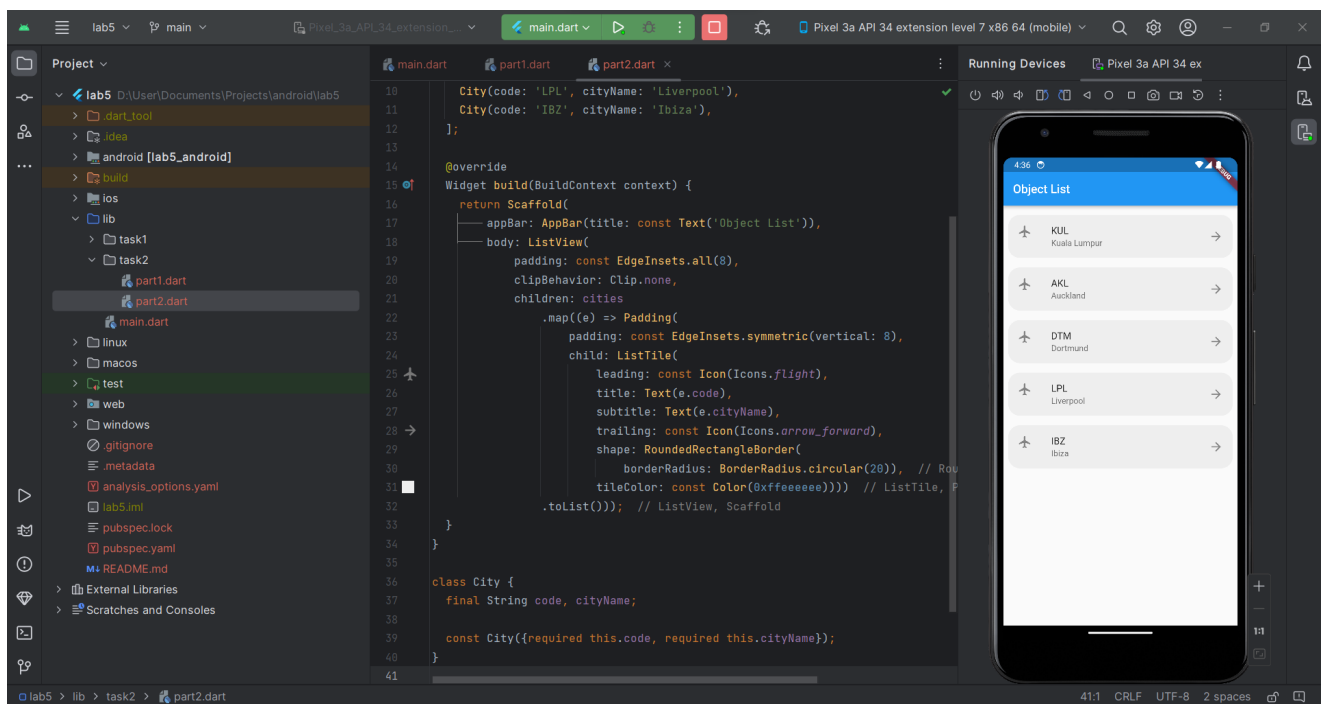 lab5
main
Pixel_3a_API_34_extension_...
main.dart
Pixel 3a API 34 extension level 7 x86 64 (mobile)
Project
main.dart
part1.dart
part2.dart
Running Devices
Pixel 3a API 34 ex
lab5 D:\User\Documents\Projects\android\lab5
.dart_tool
.idea
android [lab5_android]
build
ios
lib
task1
task2
part1.dart
part2.dart
main.dart
linux
macos
test
web
windows
.gitignore
.metadata
analysis_options.yaml
lab5.iml
pubspec.lock
pubspec.yaml
README.md
External Libraries
Scratches and Consoles
10 City(code: 'LPL', cityName: 'Liverpool'),
11 City(code: 'IBZ', cityName: 'Ibiza'),
12 ];
13
14 @override
15 Widget build(BuildContext context) {
16 return Scaffold(
17 appBar: AppBar(title: const Text('Object List')),
18 body: ListView(
19 padding: const EdgeInsets.all(8),
20 clipBehavior: Clip.none,
21 children: cities
22 .map((e) => Padding(
23 padding: const EdgeInsets.symmetric(vertical: 8),
24 child: ListTile(
25 leading: const Icon(Icons.flight),
26 title: Text(e.code),
27 subtitle: Text(e.cityName),
28 trailing: const Icon(Icons.arrow_forward),
29 shape: RoundedRectangleBorder(
30 borderRadius: BorderRadius.circular(20)), // Rou
31 tileColor: const Color(0xffeeeeee)))) // ListTile, P
32 .toList())); // ListView, Scaffold
33 }
34 }
35
36 class City {
37 final String code, cityName;
38
39 const City({required this.code, required this.cityName});
40 }
41
4:36
Object List
KUL
Kuala Lumpur
AKL
Auckland
DTM
Dortmund
LPL
Liverpool
IBZ
Ibiza
1:1
lab5 > lib > task2 > part2.dart
41:1 CRLF UTF-8 2 spaces